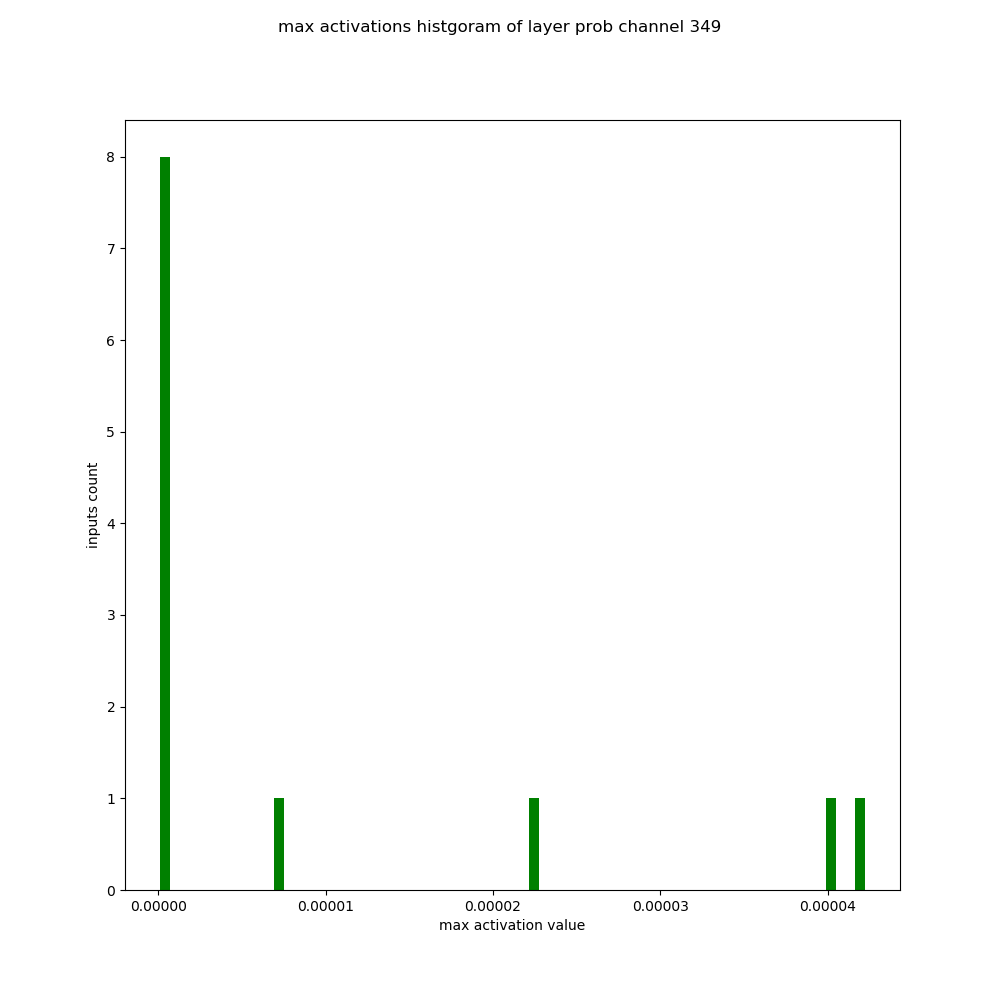 max activations histgoram of layer prob channel 349
8
7
6
5
4
3
2
1
0
inputs count
0.00000 0.00001 0.00002 0.00003 0.00004
max activation value